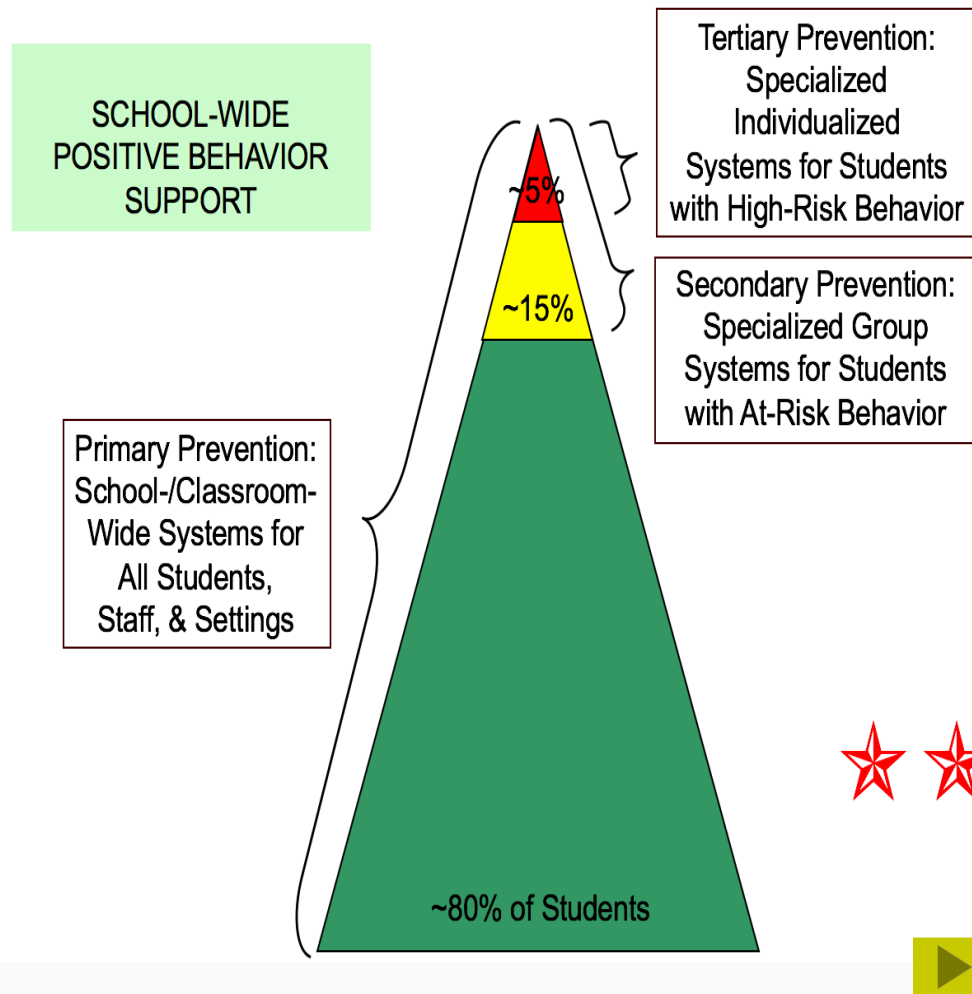 SCHOOL-WIDE
POSITIVE BEHAVIOR
SUPPORT
Tertiary Prevention:
Specialized
Individualized
Systems for Students
with High-Risk Behavior
~5%
Secondary Prevention:
Specialized Group
Systems for Students
with At-Risk Behavior
~15%
Primary Prevention:
School-/Classroom-
Wide Systems for
All Students,
Staff, & Settings
~80% of Students